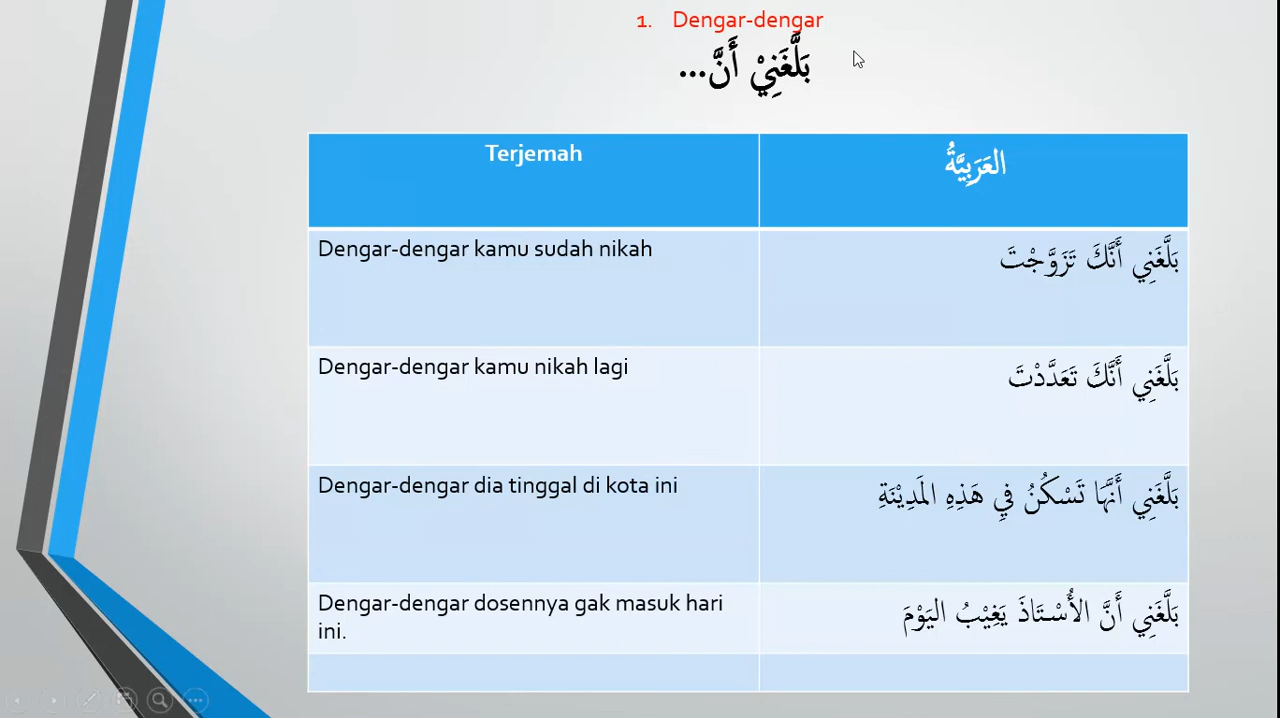 1. Dengar-dengar
بَلَّغَنِيْ أَنَّ...
Terjemah
العَرَبِيَّةُ
Dengar-dengar kamu sudah nikah
بَلَّغَنِي أَنَّكَ تَزَوَّجْتَ
Dengar-dengar kamu nikah lagi
بَلَّغَنِي أَنَّكَ تَعَدَّدْتَ
Dengar-dengar dia tinggal di kota ini
بَلَّغَنِي أَنَّهَا تَسْكُنُ فِي هَذِهِ المَدِيْنَةِ
Dengar-dengar dosennya gak masuk hari
ini.
بَلَّغَنِي أَنَّ الأُسْتَاذَ يَغِيْبُ اليَوْمَ